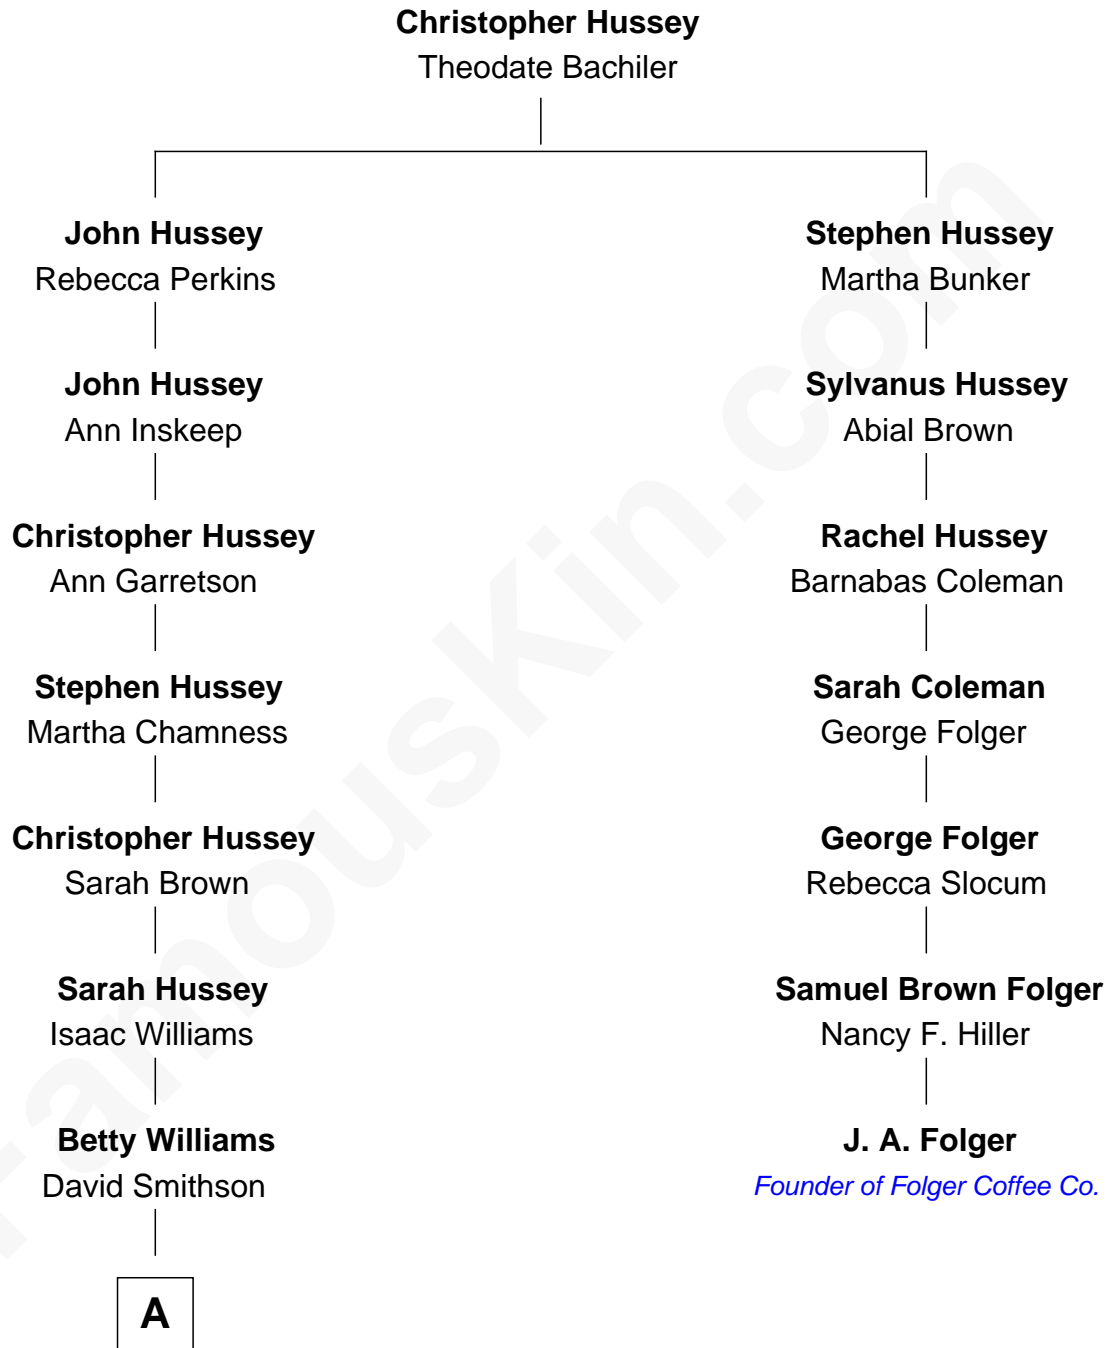 Christopher Hussey
Theodate Bachiler
John Hussey
Rebecca Perkins
Stephen Hussey
Martha Bunker
John Hussey
Ann Inskeep
Sylvanus Hussey
Abial Brown
Christopher Hussey
Ann Garretson
Rachel Hussey
Barnabas Coleman
Stephen Hussey
Martha Chamness
Sarah Coleman
George Folger
Christopher Hussey
Sarah Brown
George Folger
Rebecca Slocum
Sarah Hussey
Isaac Williams
Samuel Brown Folger
Nancy F. Hiller
Betty Williams
David Smithson
J. A. Folger
Founder of Folger Coffee Co.
A
FamousKin.com